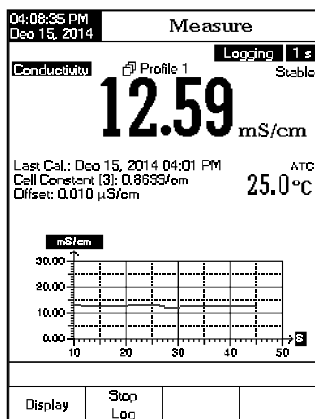 04:08:35 PM
Dec 15, 2014
Measure
Logging 1 s
Conductivity Profile 1 Stable
12.59 mS/cm
Last Cal.: Dec 15, 2014 04:01 PM ATC
Cell Constant [3]: 0.8635/cm 25.0°C
Offset: 0.010 µS/cm
mS/cm
30.00
20.00
10.00
0.00
10 20 30 40 50 S
Display Stop Log